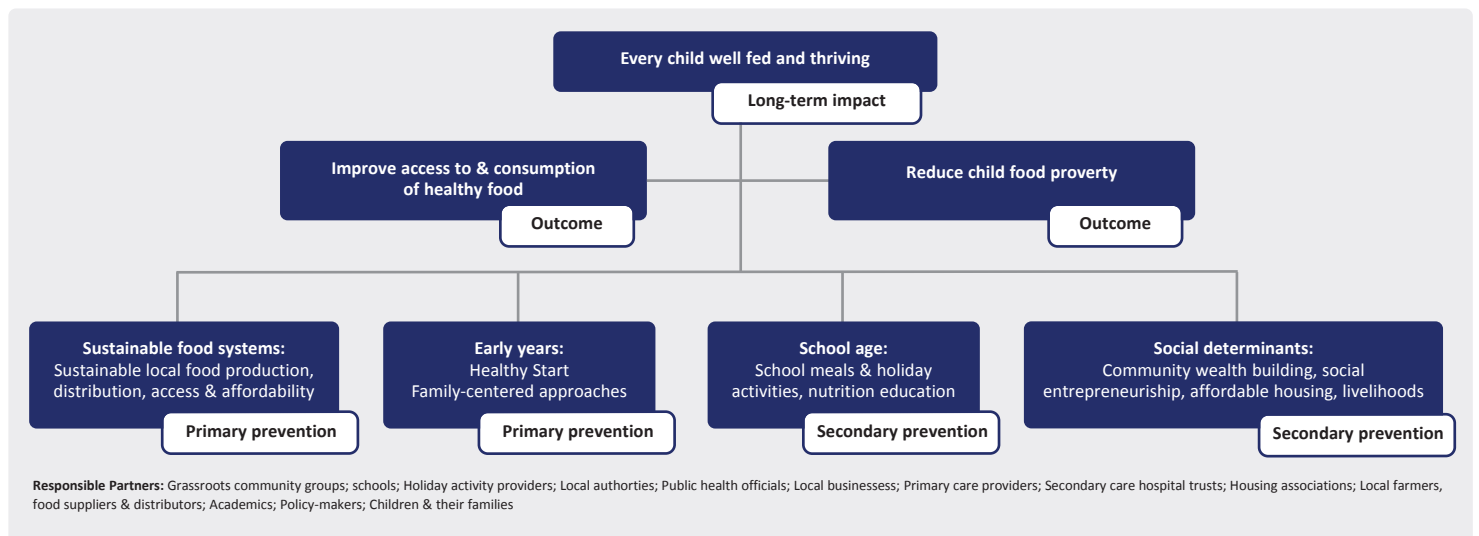 Every child well fed and thriving
Long-term impact
Improve access to & consumption
of healthy food
Outcome
Reduce child food proverty
Outcome
Sustainable food systems:
Sustainable local food production,
distribution, access & affordability
Primary prevention
Early years:
Healthy Start
Family-centered approaches
Primary prevention
School age:
School meals & holiday
activities, nutrition education
Secondary prevention
Social determinants:
Community wealth building, social
entrepeneuriship, affordable housing, livelihoods
Secondary prevention
Responsible Partners: Grassroots community groups; schools; Holiday activity providers; Local authorties; Public health officials; Local businessess; Primary care providers; Secondary care hospital trusts; Housing associations; Local farmers,
food suppliers & distributors; Academics; Policy-makers; Children & their families